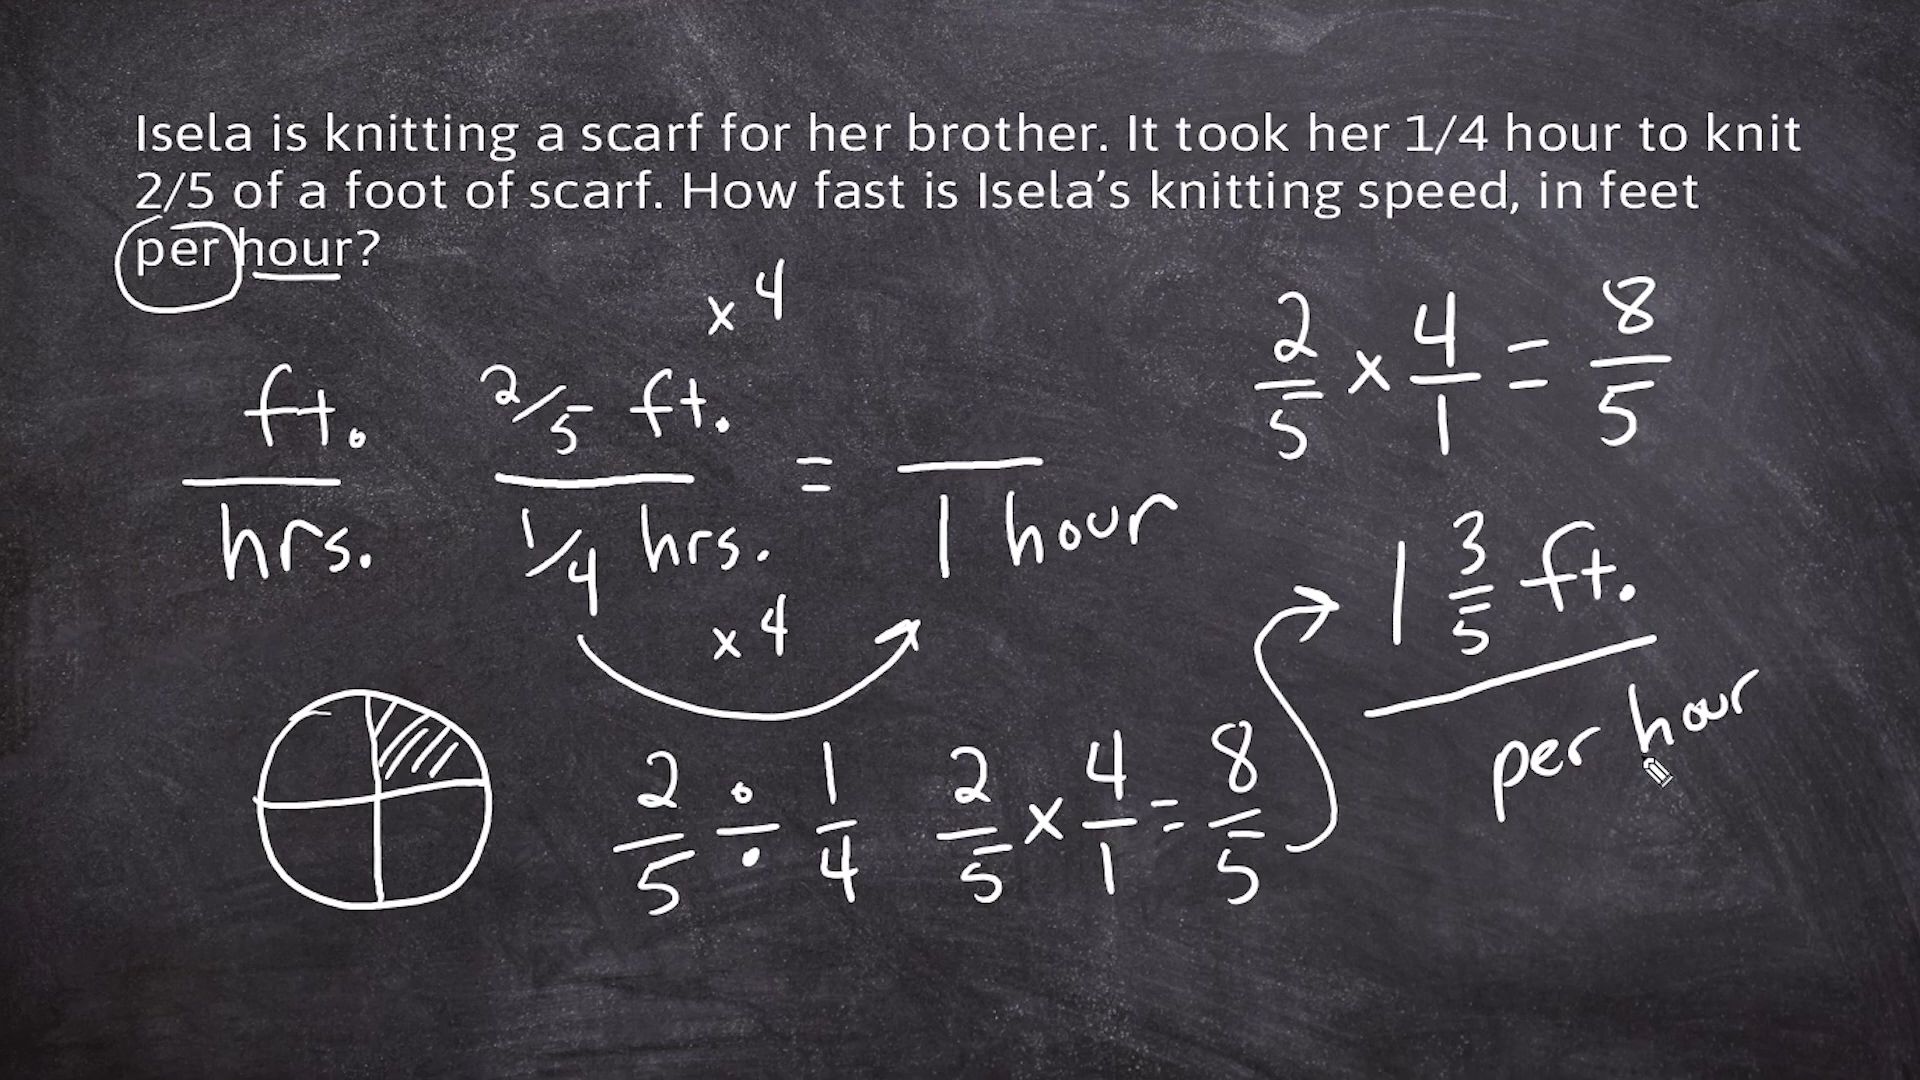 Isela is knitting a scarf for her brother. It took her 1/4 hour to knit
2/5 of a foot of scarf. How fast is Isela’s knitting speed, in feet
per hour?
ft.
hrs.
x 4
2/5 ft.
1/4 hrs.
x 4
=
1 hour
2/5 x 4/1 = 8/5
2/5 ÷ 1/4
2/5 x 4/1 = 8/5
1 3/5 ft.
per hour